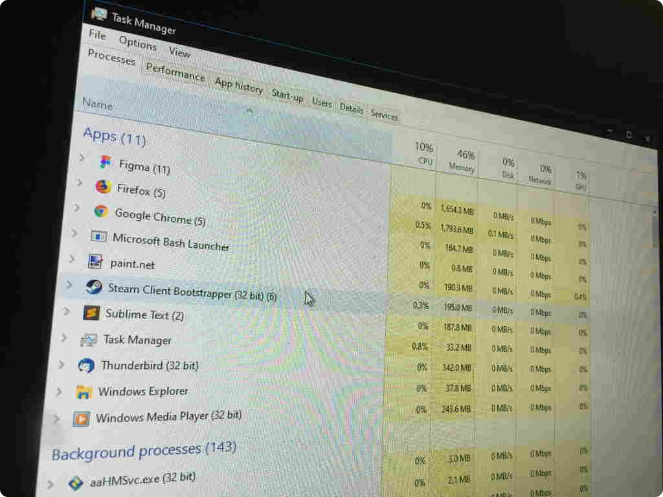 Task Manager
File Options View
Processes Performance App history Start-up Users Details Services
10% 46% 0% 0% 1%
Name CPU Memory Disk Network GPU
Apps (11)
Figma (11) 0% 1,654.3 MB 0 MB/s 0 Mbps 0%
Firefox (5) 0.5% 1,793.6 MB 0.1 MB/s 0 Mbps 0%
Google Chrome (5) 0% 164.7 MB 0 MB/s 0 Mbps 0%
Microsoft Bash Launcher 0% 0.8 MB 0 MB/s 0 Mbps 0%
paint.net 0% 190.3 MB 0 MB/s 0 Mbps 0.4%
Steam Client Bootstrapper (32 bit) (6) 0.3% 195.0 MB 0 MB/s 0 Mbps 0%
Sublime Text (2) 0% 187.8 MB 0 MB/s 0 Mbps 0%
Task Manager 0.8% 33.2 MB 0 MB/s 0 Mbps 0%
Thunderbird (32 bit) 0% 142.0 MB 0 MB/s 0 Mbps 0%
Windows Explorer 0% 37.8 MB 0 MB/s 0 Mbps 0%
Windows Media Player (32 bit) 0% 243.6 MB 0 MB/s 0 Mbps 0%
Background processes (143)
aaHMSvc.exe (32 bit) 0% 3.0 MB 0 MB/s 0 Mbps 0%
0% 2.1 MB 0 MB/s 0 Mbps 0%